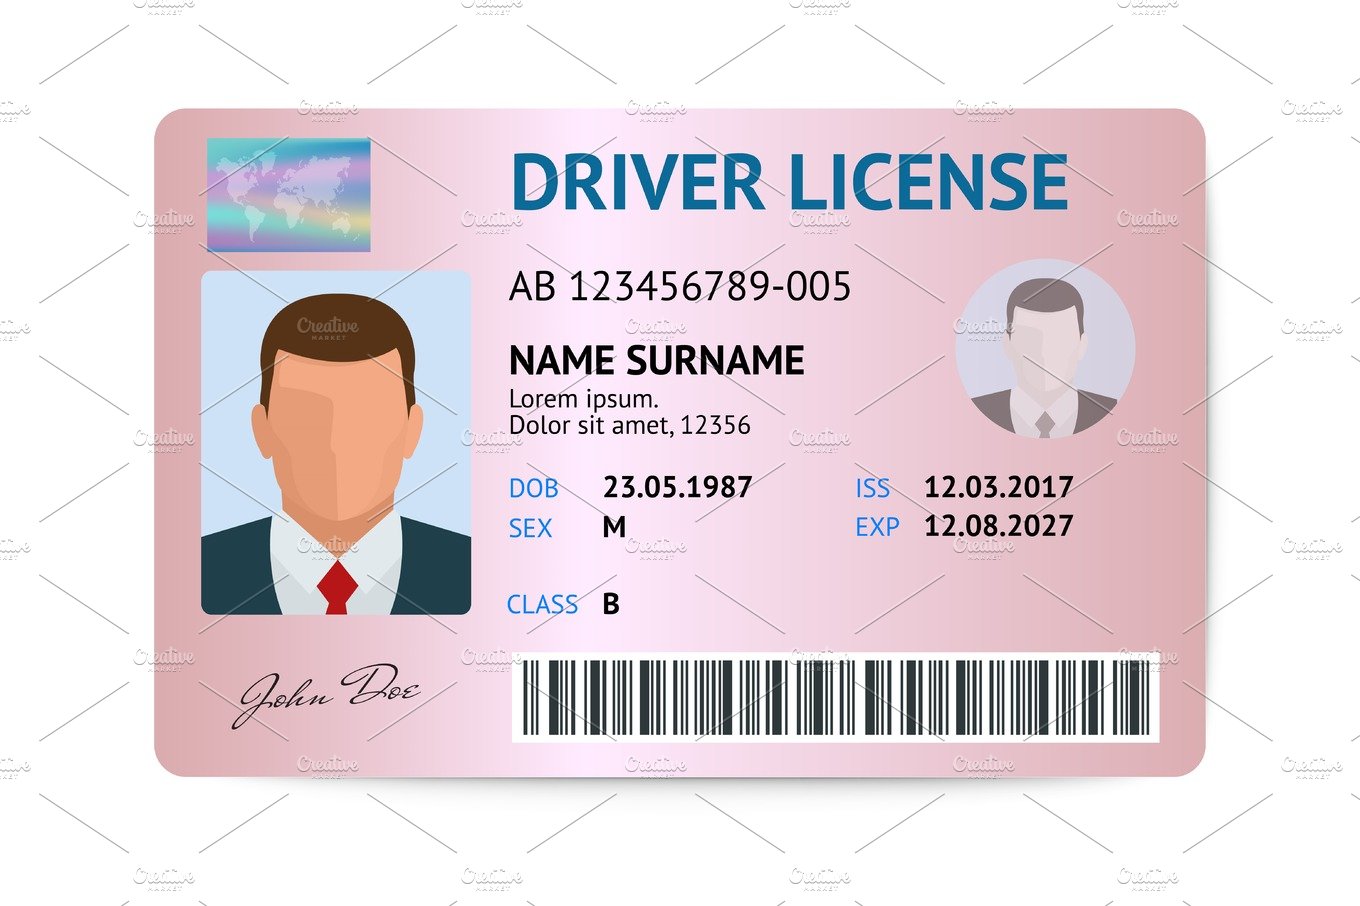 DRIVER LICENSE
AB 123456789-005
NAME SURNAME
Lorem ipsum.
Dolor sit amet, 12356
DOB 23.05.1987 ISS 12.03.2017
SEX M EXP 12.08.2027
CLASS B
John Doe
Creative
MARKET